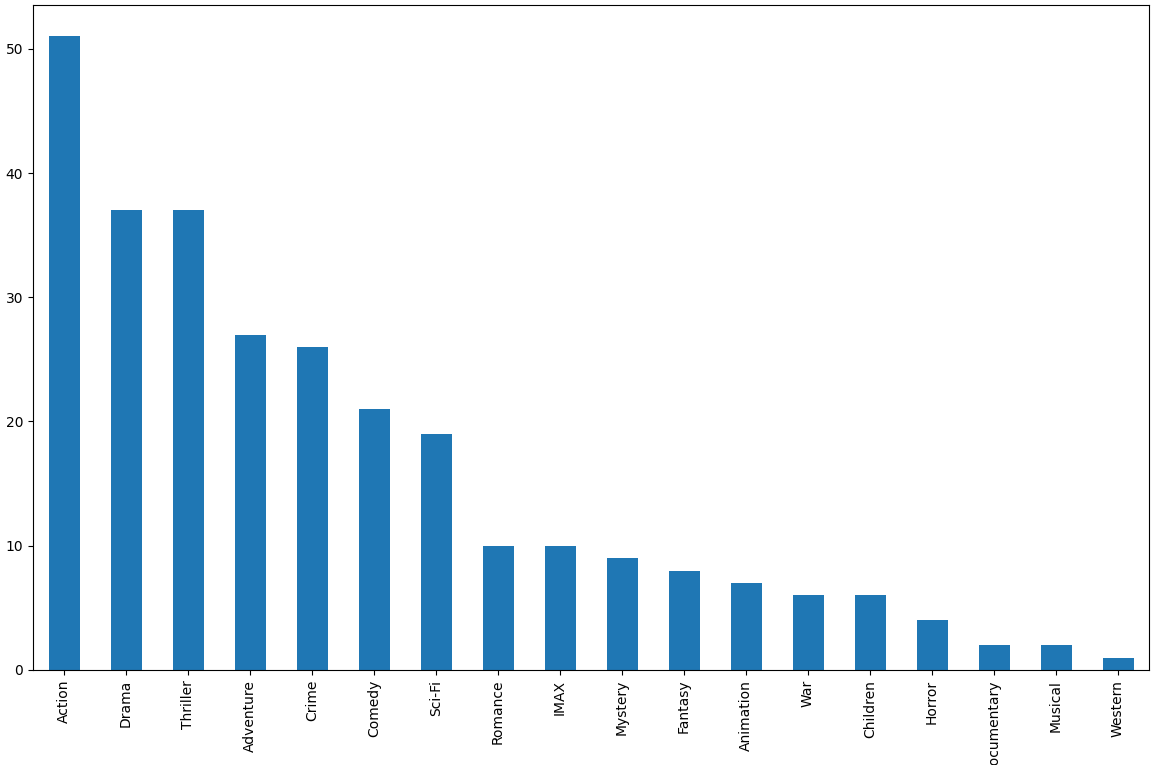 50
40
30
20
10
0
Action
Drama
Thriller
Adventure
Crime
Comedy
Sci-Fi
Romance
IMAX
Mystery
Fantasy
Animation
War
Children
Horror
ocumentary
Musical
Western